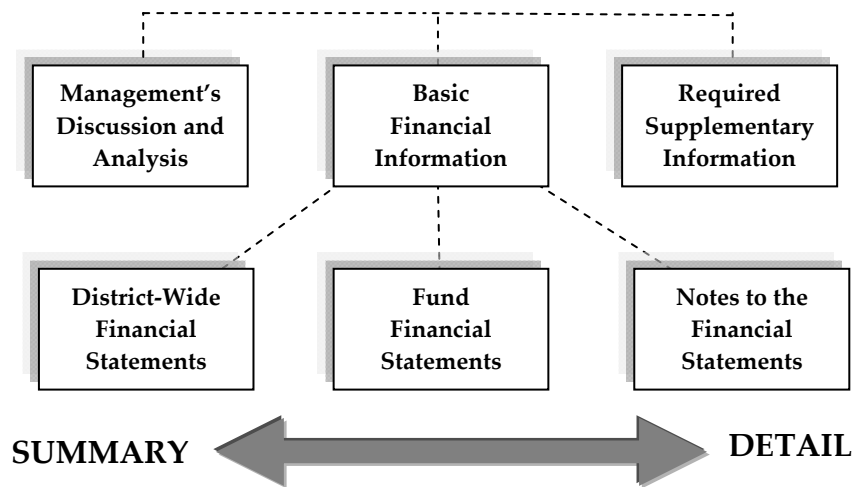 Management’s
Discussion and
Analysis
Basic
Financial
Information
Required
Supplementary
Information
District-Wide
Financial
Statements
Fund
Financial
Statements
Notes to the
Financial
Statements
SUMMARY
DETAIL